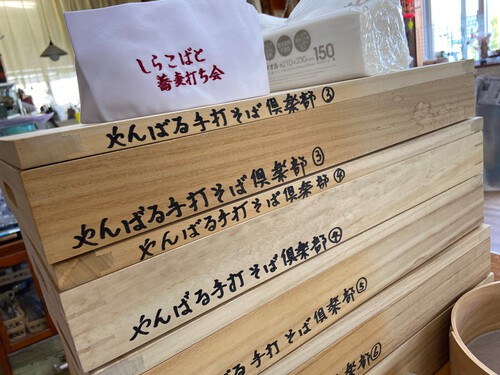 しらこばと
蕎麦打ち会
150
やんばる手打そば倶楽部③
やんばる手打そば倶楽部③
やんばる手打そば倶楽部④
やんばる手打そば倶楽部④
る手打そば倶楽部⑤
手打そば倶楽部⑤
部⑥